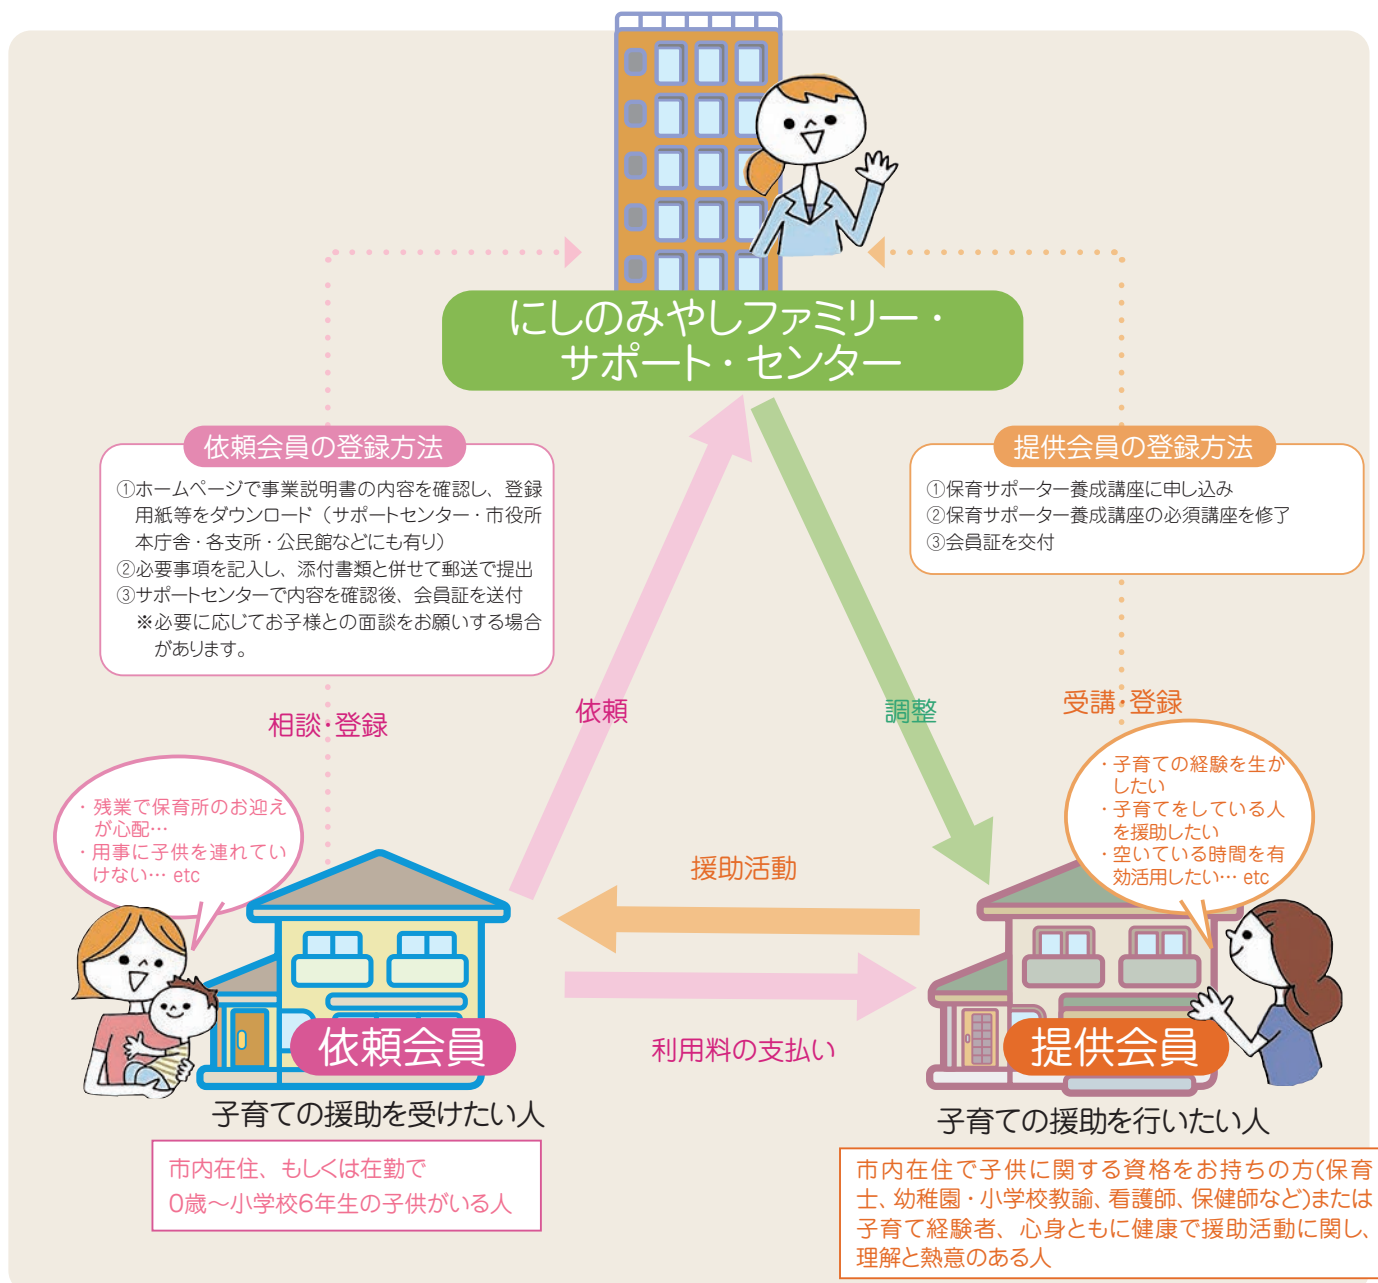 にしのみやしファミリー・
サポート・センター
依頼会員の登録方法
①ホームページで事業説明書の内容を確認し、登録
用紙等をダウンロード（サポートセンター・市役所
本庁舎・各支所・公民館などにも有り）
②必要事項を記入し、添付書類と併せて郵送で提出
③サポートセンターで内容を確認後、会員証を送付
※必要に応じてお子様との面談をお願いする場合
があります。
提供会員の登録方法
①保育サポーター養成講座に申し込み
②保育サポーター養成講座の必須講座を修了
③会員証を交付
相談・登録
依頼
調整
受講・登録
・残業で保育所のお迎え
が心配…
・用事に子供を連れてい
けない… etc
・子育ての経験を生か
したい
・子育てをしている人
を援助したい
・空いている時間を有
効活用したい… etc
援助活動
利用料の支払い
依頼会員
子育ての援助を受けたい人
市内在住、もしくは在勤で
0歳～小学校6年生の子供がいる人
提供会員
子育ての援助を行いたい人
市内在住で子供に関する資格をお持ちの方(保育
士、幼稚園・小学校教諭、看護師、保健師など)または
子育て経験者、心身ともに健康で援助活動に関し、
理解と熱意のある人